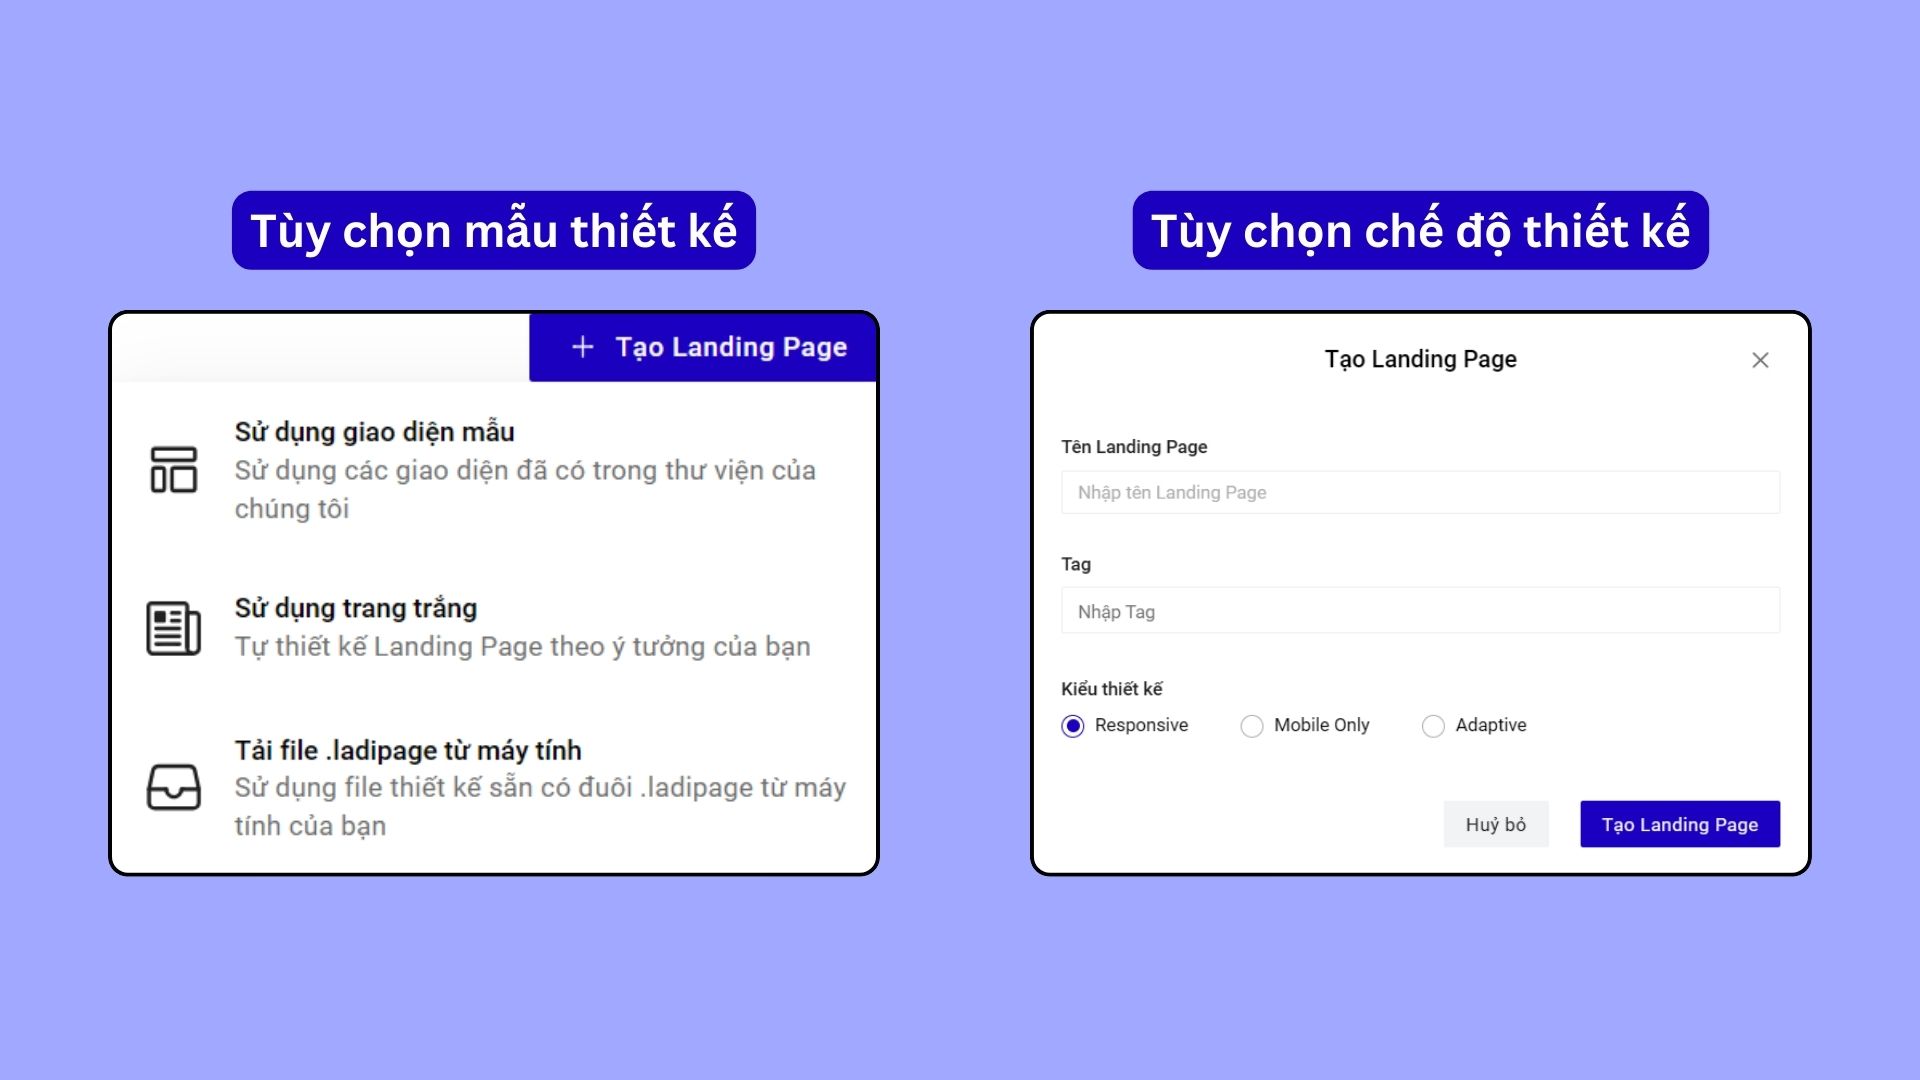 Tùy chọn mẫu thiết kế
+ Tạo Landing Page
Sử dụng giao diện mẫu
Sử dụng các giao diện đã có trong thư viện của
chúng tôi
Sử dụng trang trắng
Tự thiết kế Landing Page theo ý tưởng của bạn
Tải file .ladipage từ máy tính
Sử dụng file thiết kế sẵn có đuôi .ladipage từ máy
tính của bạn
Tùy chọn chế độ thiết kế
Tạo Landing Page
Tên Landing Page
Nhập tên Landing Page
Tag
Nhập Tag
Kiểu thiết kế
Responsive Mobile Only Adaptive
Huỷ bỏ Tạo Landing Page